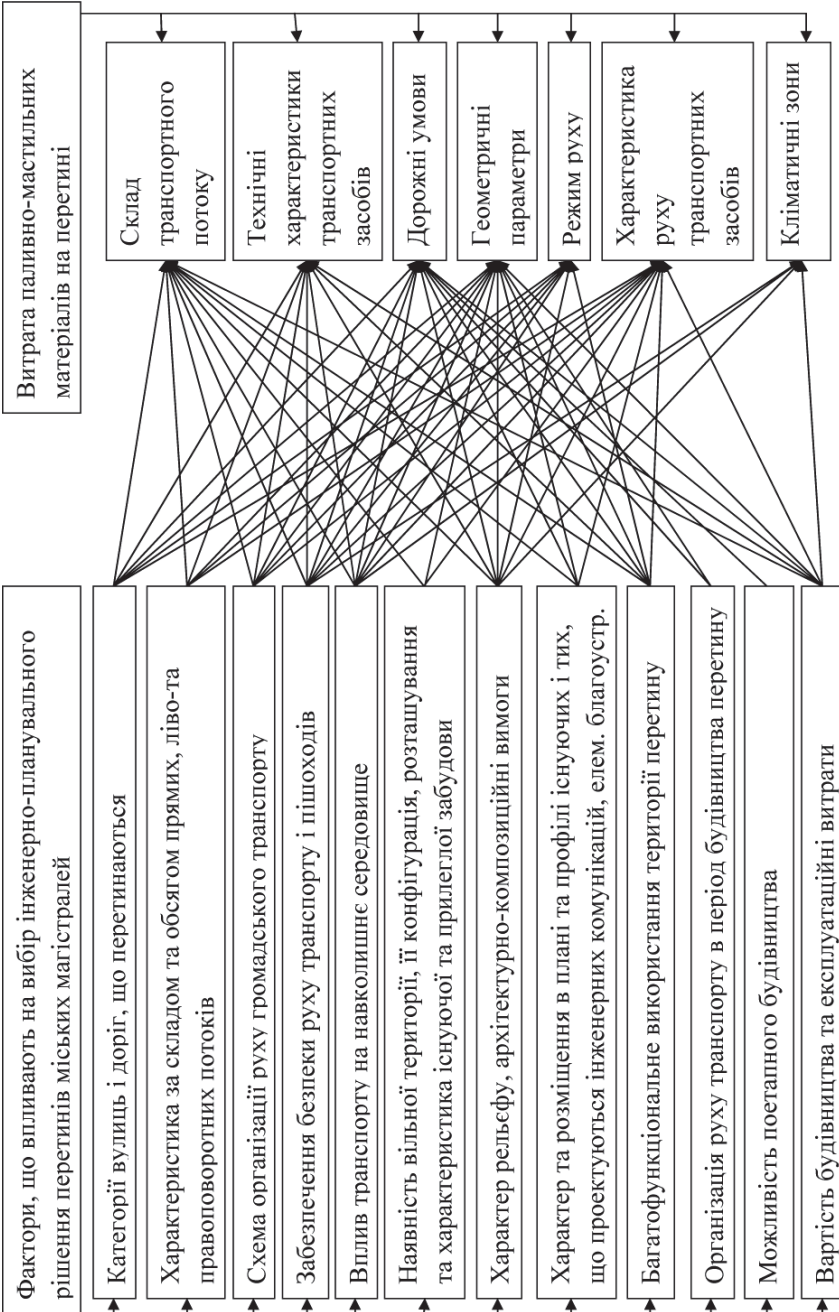 Фактори, що впливають на вибір інженерно-планувального
рішення перетинів міських магістралей
Категорії вулиць і доріг, що перетинаються
Характеристика за складом та обсягом прямих, ліво-та
правоповоротних потоків
Схема організації руху громадського транспорту
Забезпечення безпеки руху транспорту і пішоходів
Вплив транспорту на навколишнє середовище
Наявність вільної території, її конфігурація, розташування
та характеристика існуючої та прилеглої забудови
Характер рельєфу, архітектурно-композиційні вимоги
Характер та розміщення в плані та профілі існуючих і тих,
що проектуються інженерних комунікацій, елем. благоустр.
Багатофункціональне використання території перетину
Організація руху транспорту в період будівництва перетину
Можливість поетапного будівництва
Вартість будівництва та експлуатаційні витрати
Витрата паливно-мастильних
матеріалів на перетині
Склад
транспортного
потоку
Технічні
характеристики
транспортних
засобів
Дорожні умови
Геометричні
параметри
Режим руху
Характеристика
руху
транспортних
засобів
Кліматичні зони